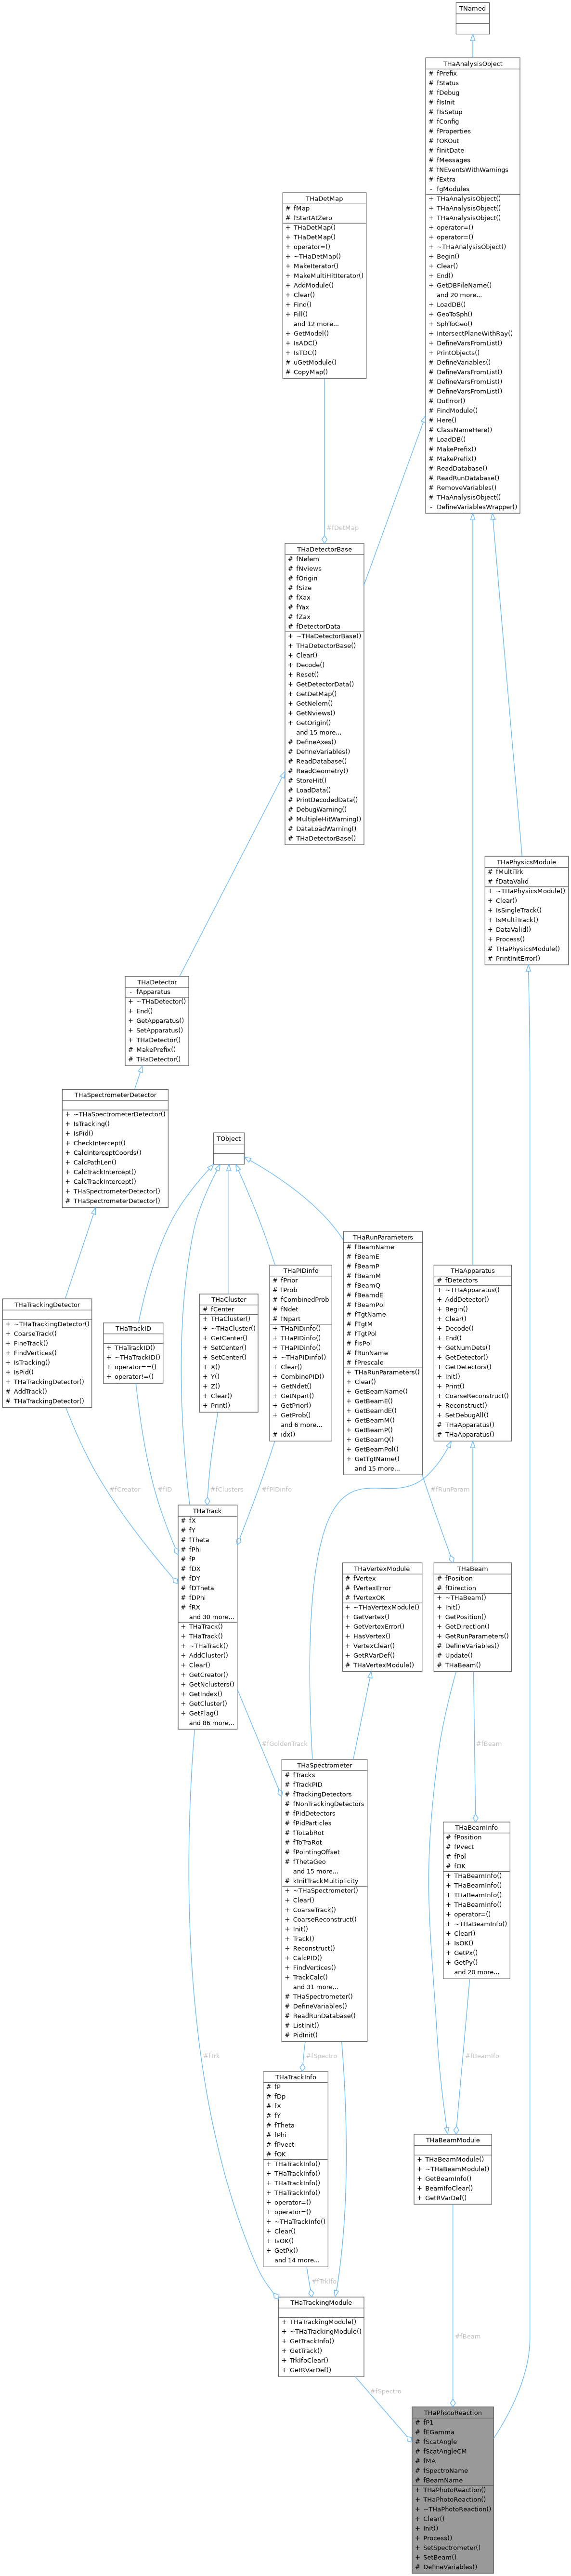 TNamed
THaAnalysisObject
# fPrefix
# fStatus
# fDebug
# fIsInit
# fIsSetup
# fConfig
# fProperties
# fOKOut
# fInitDate
# fMessages
# fNEventsWithWarnings
# fExtra
- fgModules
+ THaAnalysisObject()
+ THaAnalysisObject()
+ THaAnalysisObject()
+ operator=()
+ operator=()
+ ~THaAnalysisObject()
+ Begin()
+ Clear()
+ End()
+ GetDBFileName()
and 20 more...
+ LoadDB()
+ GeoToSph()
+ SphToGeo()
+ IntersectPlaneWithRay()
+ DefineVarsFromList()
+ PrintObjects()
# DefineVariables()
# DefineVarsFromList()
# DefineVarsFromList()
# DefineVarsFromList()
# DoError()
# FindModule()
# Here()
# ClassNameHere()
# LoadDB()
# MakePrefix()
# MakePrefix()
# ReadDatabase()
# ReadRunDatabase()
# RemoveVariables()
# THaAnalysisObject()
- DefineVariablesWrapper()
THaDetMap
# fMap
# fStartAtZero
+ THaDetMap()
+ THaDetMap()
+ operator=()
+ ~THaDetMap()
+ MakeIterator()
+ MakeMultiHitIterator()
+ AddModule()
+ Clear()
+ Find()
+ Fill()
and 12 more...
+ GetModel()
+ IsADC()
+ IsTDC()
# uGetModule()
# CopyMap()
#fDetMap
THaDetectorBase
# fNelem
# fNviews
# fOrigin
# fSize
# fXax
# fYax
# fZax
# fDetectorData
+ ~THaDetectorBase()
+ THaDetectorBase()
+ Clear()
+ Decode()
+ Reset()
+ GetDetectorData()
+ GetDetMap()
+ GetNelem()
+ GetNviews()
+ GetOrigin()
and 15 more...
# DefineAxes()
# DefineVariables()
# ReadDatabase()
# ReadGeometry()
# StoreHit()
# LoadData()
# PrintDecodedData()
# DebugWarning()
# MultipleHitWarning()
# DataLoadWarning()
# THaDetectorBase()
THaPhysicsModule
# fMultiTrk
# fDataValid
+ ~THaPhysicsModule()
+ Clear()
+ IsSingleTrack()
+ IsMultiTrack()
+ DataValid()
+ Process()
# THaPhysicsModule()
# PrintInitError()
THaDetector
- fApparatus
+ ~THaDetector()
+ End()
+ GetApparatus()
+ SetApparatus()
+ THaDetector()
# MakePrefix()
# THaDetector()
THaSpectrometerDetector
+ ~THaSpectrometerDetector()
+ IsTracking()
+ IsPid()
+ CheckIntercept()
+ CalcInterceptCoords()
+ CalcPathLen()
+ CalcTrackIntercept()
+ CalcTrackIntercept()
+ THaSpectrometerDetector()
# THaSpectrometerDetector()
TObject
THaTrackingDetector
+ ~THaTrackingDetector()
+ CoarseTrack()
+ FineTrack()
+ FindVertices()
+ IsTracking()
+ IsPid()
+ THaTrackingDetector()
# AddTrack()
# THaTrackingDetector()
THaTrackID
+ THaTrackID()
+ ~THaTrackID()
+ operator==()
+ operator!=()
THaCluster
# fCenter
+ THaCluster()
+ ~THaCluster()
+ GetCenter()
+ SetCenter()
+ SetCenter()
+ X()
+ Y()
+ Z()
+ Clear()
+ Print()
THaPIDinfo
# fPrior
# fProb
# fCombinedProb
# fNdet
# fNpart
+ THaPIDinfo()
+ THaPIDinfo()
+ THaPIDinfo()
+ ~THaPIDinfo()
+ Clear()
+ CombinePID()
+ GetNdet()
+ GetNpart()
+ GetPrior()
+ GetProb()
and 6 more...
# idx()
THaRunParameters
# fBeamName
# fBeamE
# fBeamP
# fBeamM
# fBeamQ
# fBeamdE
# fBeamPol
# fTgtName
# fTgtM
# fTgtPol
# fIsPol
# fRunName
# fPrescale
+ THaRunParameters()
+ Clear()
+ GetBeamName()
+ GetBeamE()
+ GetBeamdE()
+ GetBeamM()
+ GetBeamP()
+ GetBeamQ()
+ GetBeamPol()
+ GetTgtName()
and 15 more...
THaApparatus
# fDetectors
+ ~THaApparatus()
+ AddDetector()
+ Begin()
+ Clear()
+ Decode()
+ End()
+ GetNumDets()
+ GetDetector()
+ GetDetectors()
+ Init()
+ Print()
+ CoarseReconstruct()
+ Reconstruct()
+ SetDebugAll()
# THaApparatus()
# THaApparatus()
#fCreator
#fID
#fClusters
#fPIDInfo
#fRunParam
THaTrack
# fX
# fY
# fTheta
# fPhi
# fP
# fDX
# fDY
# fDTheta
# fDPhi
# fRX
and 30 more...
+ THaTrack()
+ THaTrack()
+ ~THaTrack()
+ AddCluster()
+ Clear()
+ GetCreator()
+ GetNclusters()
+ GetIndex()
+ GetCluster()
+ GetFlag()
and 86 more...
THaVertexModule
# fVertex
# fVertexError
# fVertexOK
+ ~THaVertexModule()
+ GetVertex()
+ GetVertexError()
+ HasVertex()
+ VertexClear()
+ GetRVarDef()
# THaVertexModule()
THaBeam
# fPosition
# fDirection
+ ~THaBeam()
+ Init()
+ GetPosition()
+ GetDirection()
+ GetRunParameters()
# DefineVariables()
# Update()
# THaBeam()
#fGoldenTrack
#fBeam
THaSpectrometer
# fTracks
# fTrackPID
# fTrackingDetectors
# fNonTrackingDetectors
# fPidDetectors
# fPidParticles
# fToLabRot
# fToTraRot
# fPointingOffset
# fThetaGeo
and 15 more...
# kInitTrackMultiplicity
+ ~THaSpectrometer()
+ Clear()
+ CoarseTrack()
+ CoarseReconstruct()
+ Init()
+ Track()
+ Reconstruct()
+ CalcPID()
+ FindVertices()
+ TrackCalc()
and 31 more...
# THaSpectrometer()
# DefineVariables()
# ReadRunDatabase()
# ListInit()
# PidInit()
THaBeamInfo
# fPosition
# fPvect
# fPol
# fOK
+ THaBeamInfo()
+ THaBeamInfo()
+ THaBeamInfo()
+ THaBeamInfo()
+ operator=()
+ ~THaBeamInfo()
+ Clear()
+ IsOK()
+ GetPx()
+ GetPy()
and 20 more...
#fTrk
#fSpectro
#fBeamIfo
THaTrackInfo
# fP
# fDp
# fX
# fY
# fTheta
# fPhi
# fPvect
# fOK
+ THaTrackInfo()
+ THaTrackInfo()
+ THaTrackInfo()
+ THaTrackInfo()
+ operator=()
+ operator=()
+ ~THaTrackInfo()
+ Clear()
+ IsOK()
+ GetPx()
and 14 more...
THaBeamModule
+ THaBeamModule()
+ ~THaBeamModule()
+ GetBeamInfo()
+ BeamIfoClear()
+ GetRVarDef()
#fTrkIfo
THaTrackingModule
+ THaTrackingModule()
+ ~THaTrackingModule()
+ GetTrackInfo()
+ GetTrack()
+ TrkIfoClear()
+ GetRVarDef()
#fBeam
#fSpectro
THaPhotoReaction
# fP1
# fEGamma
# fScatAngle
# fScatAngleCM
# fMA
# fSpectroName
# fBeamName
+ THaPhotoReaction()
+ THaPhotoReaction()
+ ~THaPhotoReaction()
+ Clear()
+ Init()
+ Process()
+ SetSpectrometer()
+ SetBeam()
# DefineVariables()